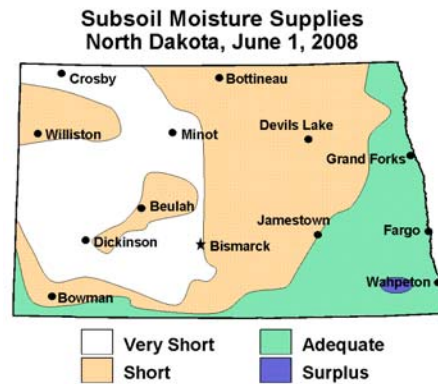 Subsoil Moisture Supplies
North Dakota, June 1, 2008
Crosby
Bottineau
Williston
Minot
Devils Lake
Grand Forks
Beulah
Jamestown
Fargo
Dickinson
Bismarck
Wahpeton
Bowman
Very Short
Adequate
Short
Surplus